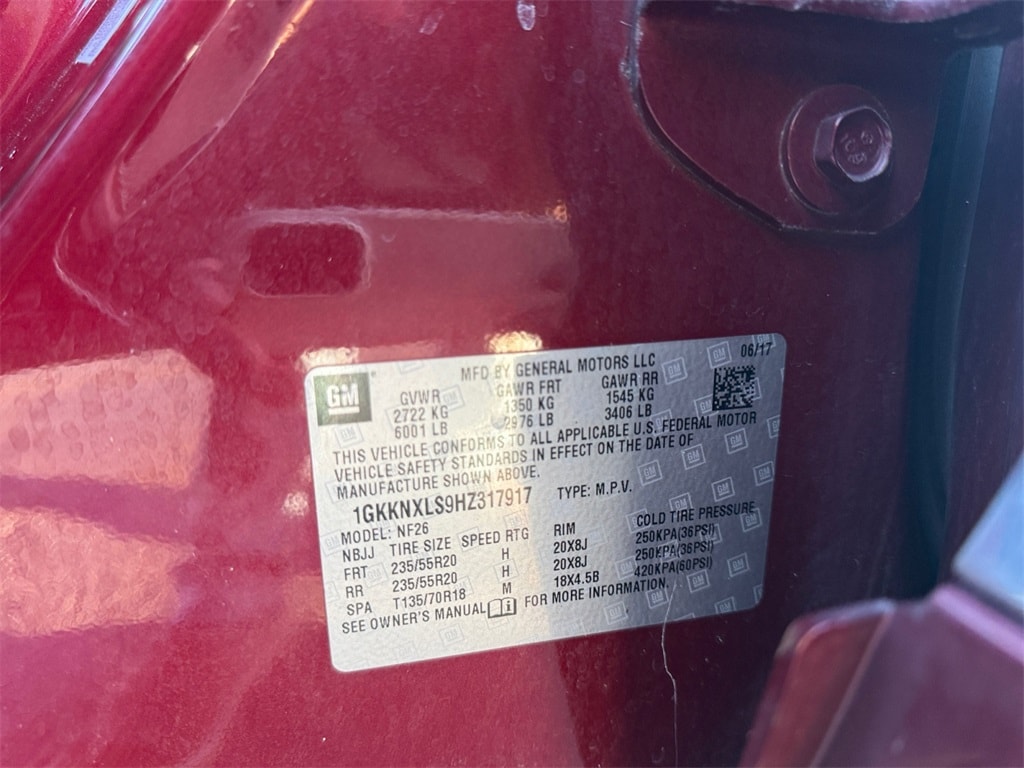 MFD BY GENERAL MOTORS LLC 06/17
GM
GVWR GAWR FRT GAWR RR
2722 KG 1350 KG 1545 KG
6001 LB 2976 LB 3406 LB
THIS VEHICLE CONFORMS TO ALL APPLICABLE U.S. FEDERAL MOTOR
VEHICLE SAFETY STANDARDS IN EFFECT ON THE DATE OF
MANUFACTURE SHOWN ABOVE.
1GKKNXLS9HZ317917 TYPE: M.P.V.
MODEL: NF26
NBJJ TIRE SIZE SPEED RTG RIM COLD TIRE PRESSURE
FRT 235/55R20 H 20X8J 250KPA(36PSI)
RR 235/55R20 H 20X8J 250KPA(36PSI)
SPA T135/70R18 M 18X4.5B 420KPA(60PSI)
SEE OWNER'S MANUAL FOR MORE INFORMATION.